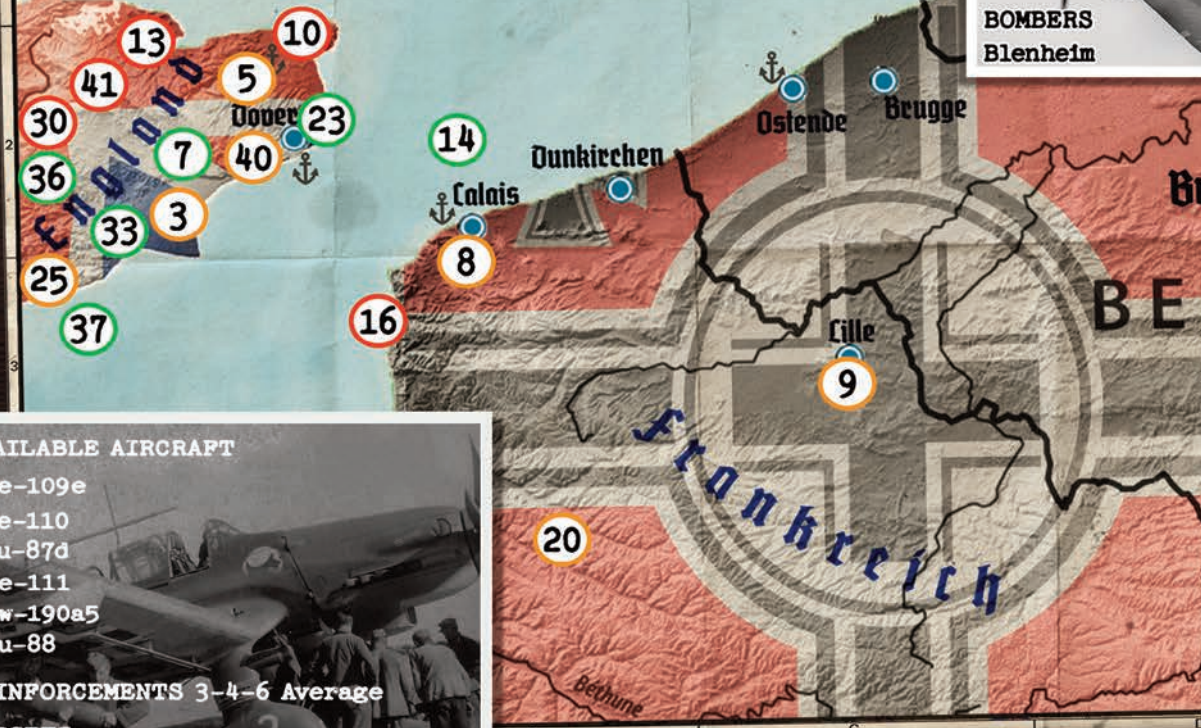 BOMBERS
Blenheim
13
10
41
5
30
Dover
23
2
36
7
40
14
England
33
3
25
37
Calais
8
16
Dunkirchen
Ostende
Brugge
BE
Lille
9
3
Frankreich
20
Bethune
AILABLE AIRCRAFT
e-109e
e-110
u-87d
e-111
w-190a5
u-88
INFORCEMENTS 3-4-6 Average